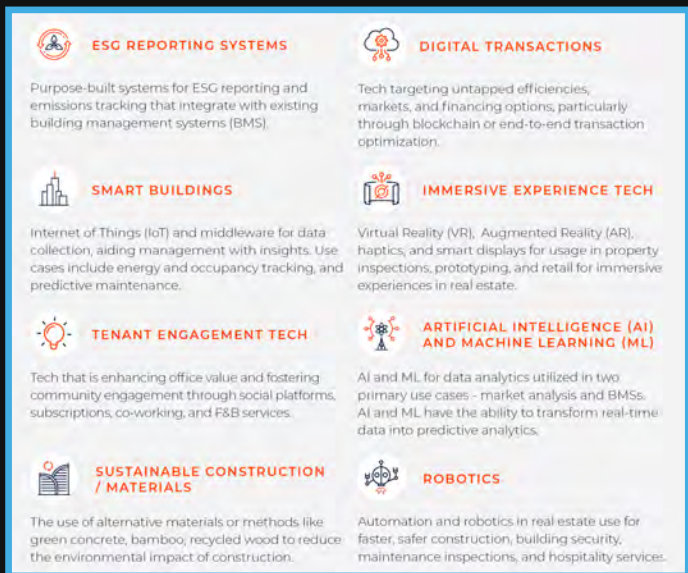 ESG REPORTING SYSTEMS
Purpose-built systems for ESG reporting and
emissions tracking that integrate with existing
building management systems (BMS).
DIGITAL TRANSACTIONS
Tech targeting untapped efficiencies,
markets, and financing options, particularly
through blockchain or end-to-end transaction
optimization.
SMART BUILDINGS
Internet of Things (IoT) and middleware for data
collection, aiding management with insights. Use
cases include energy and occupancy tracking, and
predictive maintenance.
IMMERSIVE EXPERIENCE TECH
Virtual Reality (VR), Augmented Reality (AR),
haptics, and smart displays for usage in property
inspections, prototyping, and retail for immersive
experiences in real estate.
TENANT ENGAGEMENT TECH
Tech that is enhancing office value and fostering
community engagement through social platforms,
subscriptions, co-working, and F&B services.
ARTIFICIAL INTELLIGENCE (AI)
AND MACHINE LEARNING (ML)
AI and ML for data analytics utilized in two
primary use cases - market analysis and BMSs.
AI and ML have the ability to transform real-time
data into predictive analytics.
SUSTAINABLE CONSTRUCTION
/ MATERIALS
The use of alternative materials or methods like
green concrete, bamboo, recycled wood to reduce
the environmental impact of construction.
ROBOTICS
Automation and robotics in real estate use for
faster, safer construction, building security,
maintenance inspections, and hospitality services.